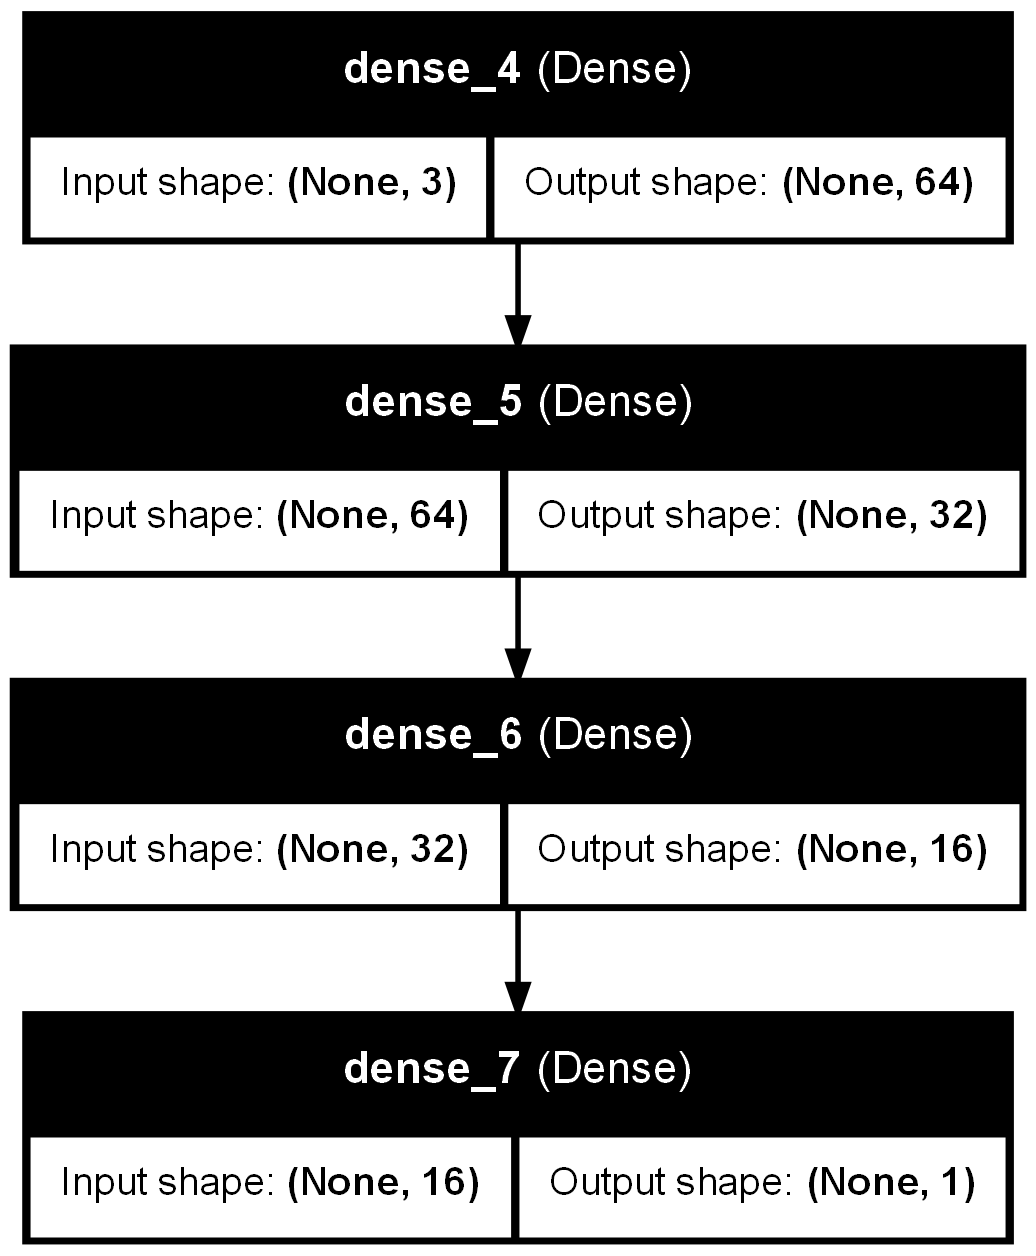 dense_4 (Dense)
Input shape: (None, 3) Output shape: (None, 64)
dense_5 (Dense)
Input shape: (None, 64) Output shape: (None, 32)
dense_6 (Dense)
Input shape: (None, 32) Output shape: (None, 16)
dense_7 (Dense)
Input shape: (None, 16) Output shape: (None, 1)